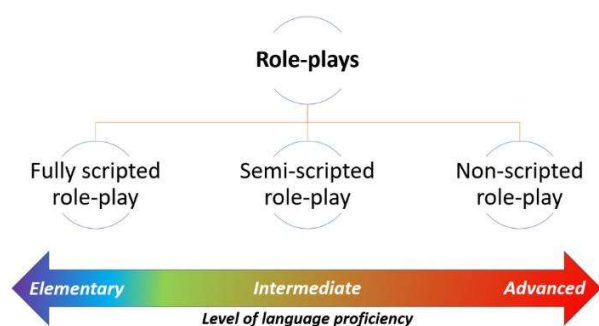 Role-plays
Fully scripted
role-play
Semi-scripted
role-play
Non-scripted
role-play
Elementary
Intermediate
Advanced
Level of language proficiency